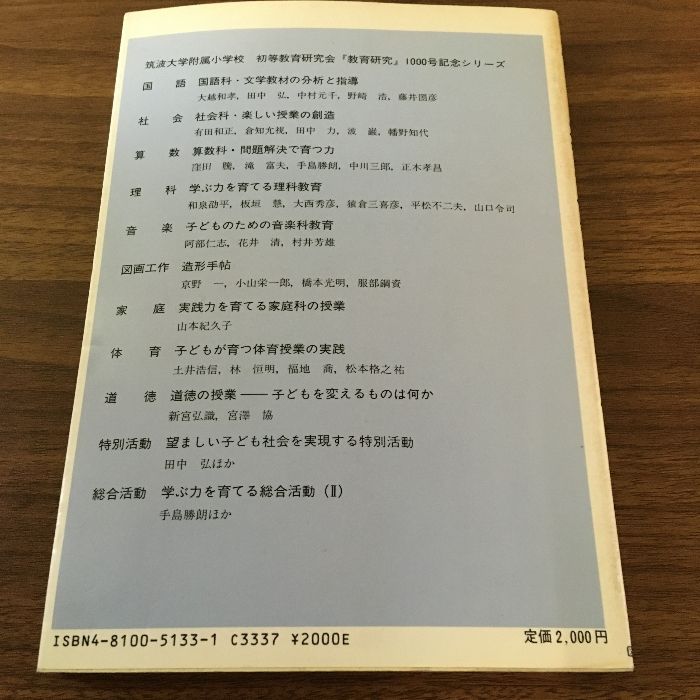 筑波大学附属小学校　初等教育研究会『教育研究』1000号記念シリーズ
国　語　国語科・文学教材の分析と指導
大越和孝，田中　弘，中村元千，野崎　浩，藤井圀彦
社　会　社会科・楽しい授業の創造
有田和正，倉知光視，田中　力，波　巌，幡野知代
算　数　算数科・問題解決で育つ力
窪田　騰，滝　富夫，手島勝朗，中川三郎，正木孝昌
理　科　学ぶ力を育てる理科教育
和泉劭平，板垣　慧，大西秀彦，猿倉三喜彦，平松不二夫，山口令司
音　楽　子どものための音楽科教育
阿部仁志，花井　清，村井芳雄
図画工作　造形手帖
京野　一，小山栄一郎，橋本光明，服部鋼資
家　庭　実践力を育てる家庭科の授業
山本紀久子
体　育　子どもが育つ体育授業の実践
土井浩信，林　恒明，福地　喬，松本格之祐
道　徳　道徳の授業――子どもを変えるものは何か
新宮弘識，宮澤　協
特別活動　望ましい子ども社会を実現する特別活動
田中　弘ほか
総合活動　学ぶ力を育てる総合活動（Ⅱ）
手島勝朗ほか
ISBN4-8100-5133-1 C3337 ¥2000E
定価2,000円